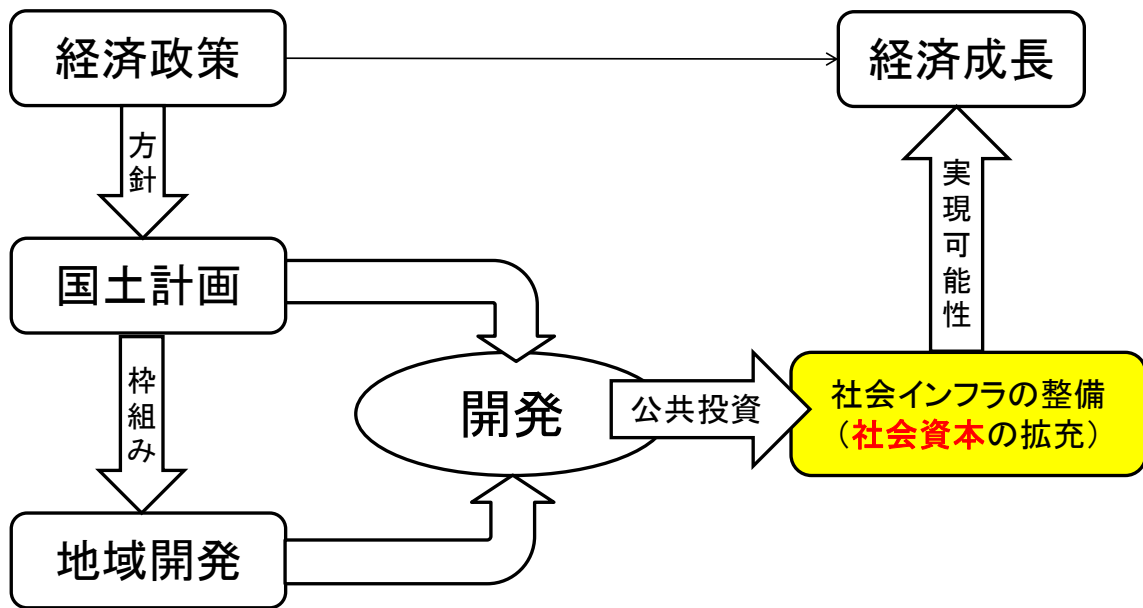 経済政策
経済成長
方針
実現可能性
国土計画
枠組み
開発
公共投資
社会インフラの整備
（社会資本の拡充）
地域開発